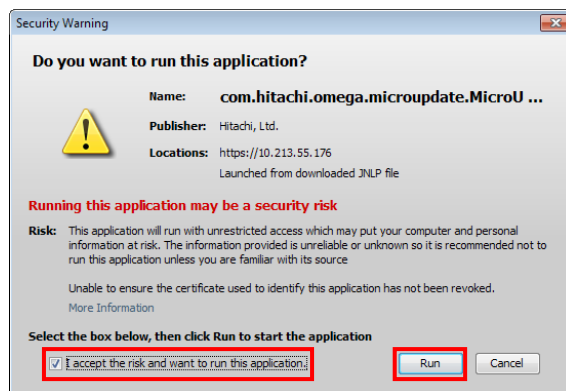 Security Warning
Do you want to run this application?
Name: com.hitachi.omega.microupdate.MicroU ...
Publisher: Hitachi, Ltd.
Locations: https://10.213.55.176
Launched from downloaded JNLP file
Running this application may be a security risk
Risk: This application will run with unrestricted access which may put your computer and personal
information at risk. The information provided is unreliable or unknown so it is recommended not to
run this application unless you are familiar with its source
Unable to ensure the certificate used to identify this application has not been revoked.
More Information
Select the box below, then click Run to start the application
I accept the risk and want to run this application.
Run
Cancel